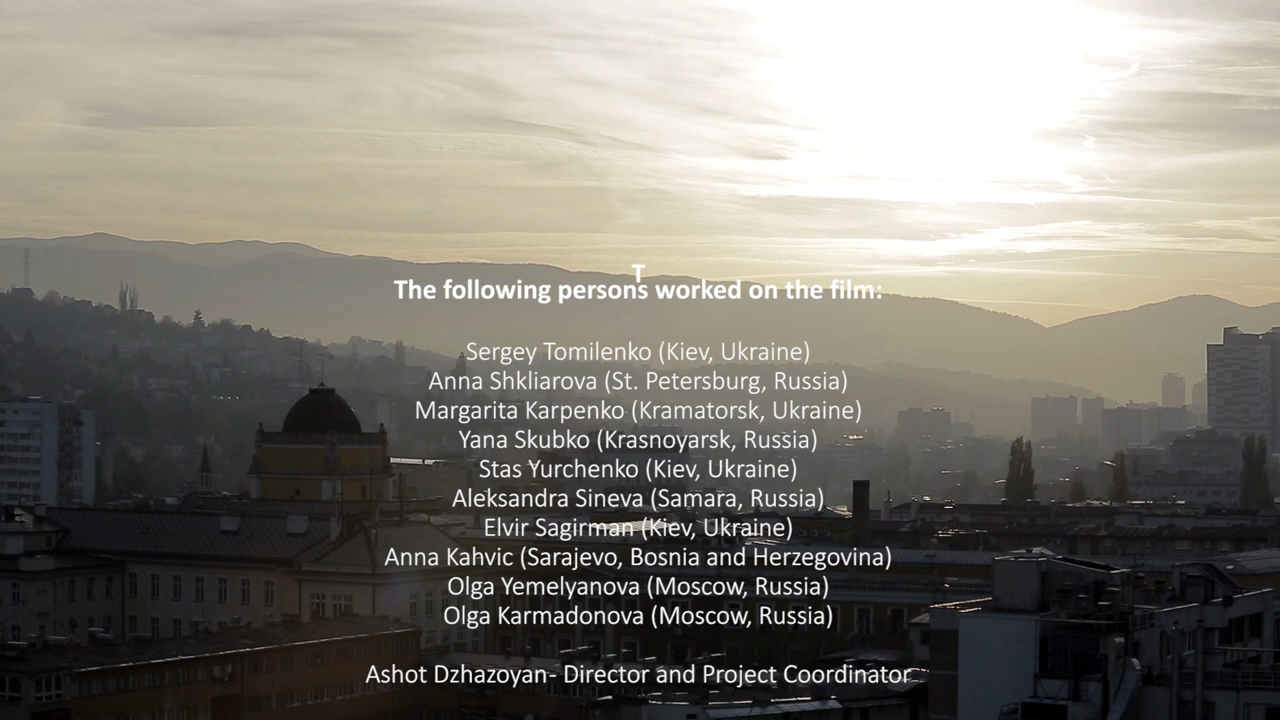 T
The following persons worked on the film:
Sergey Tomilenko (Kiev, Ukraine)
Anna Shkliarova (St. Petersburg, Russia)
Margarita Karpenko (Kramatorsk, Ukraine)
Yana Skubko (Krasnoyarsk, Russia)
Stas Yurchenko (Kiev, Ukraine)
Aleksandra Sineva (Samara, Russia)
Elvir Sagirman (Kiev, Ukraine)
Anna Kahvic (Sarajevo, Bosnia and Herzegovina)
Olga Yemelyanova (Moscow, Russia)
Olga Karmadonova (Moscow, Russia)
Ashot Dzhazoyan- Director and Project Coordinator